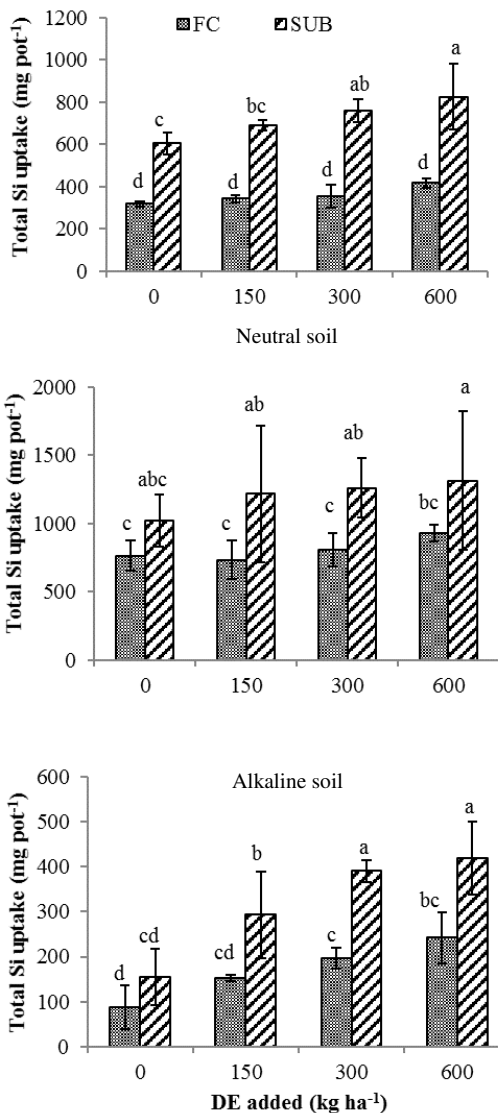 FC SUB
Total Si uptake (mg pot⁻¹)
1200
1000
800
600
400
200
0
c
bc
ab
a
d
d
d
d
0 150 300 600
Neutral soil
Total Si uptake (mg pot⁻¹)
2000
1500
1000
500
0
abc
ab
ab
a
c
c
c
bc
0 150 300 600
Alkaline soil
Total Si uptake (mg pot⁻¹)
600
500
400
300
200
100
0
d
cd
cd
b
c
a
bc
a
0 150 300 600
DE added (kg ha⁻¹)